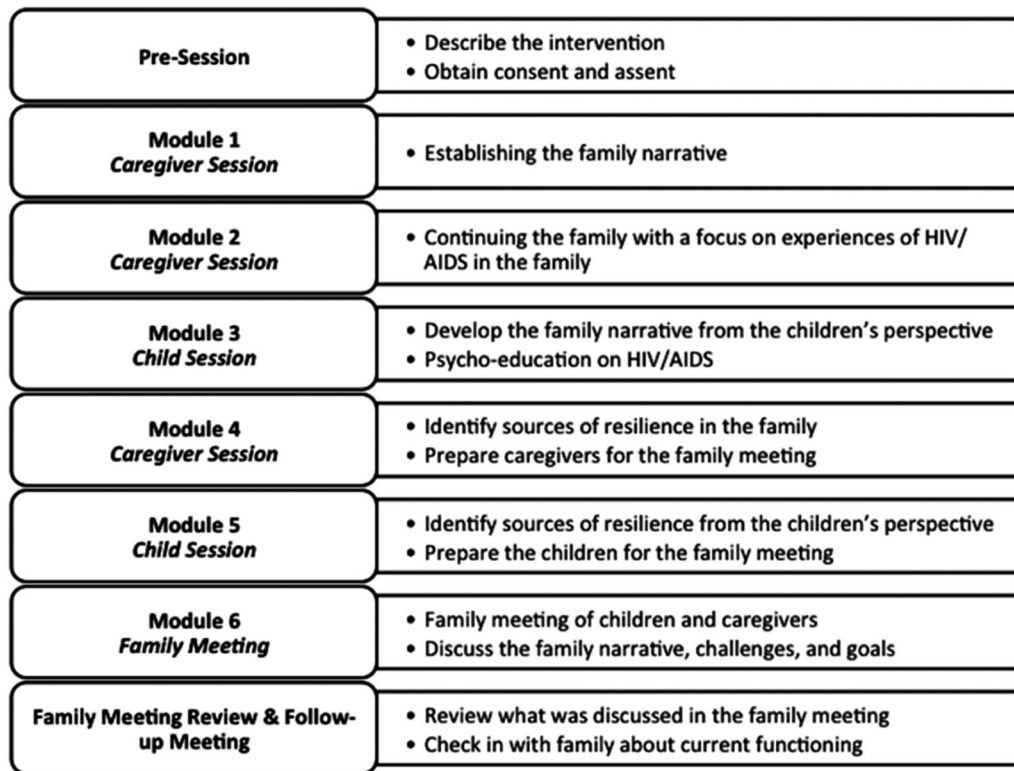 Pre-Session
• Describe the intervention
• Obtain consent and assent
Module 1
Caregiver Session
• Establishing the family narrative
Module 2
Caregiver Session
• Continuing the family with a focus on experiences of HIV/
AIDS in the family
Module 3
Child Session
• Develop the family narrative from the children's perspective
• Psycho-education on HIV/AIDS
Module 4
Caregiver Session
• Identify sources of resilience in the family
• Prepare caregivers for the family meeting
Module 5
Child Session
• Identify sources of resilience from the children's perspective
• Prepare the children for the family meeting
Module 6
Family Meeting
• Family meeting of children and caregivers
• Discuss the family narrative, challenges, and goals
Family Meeting Review & Follow-
up Meeting
• Review what was discussed in the family meeting
• Check in with family about current functioning